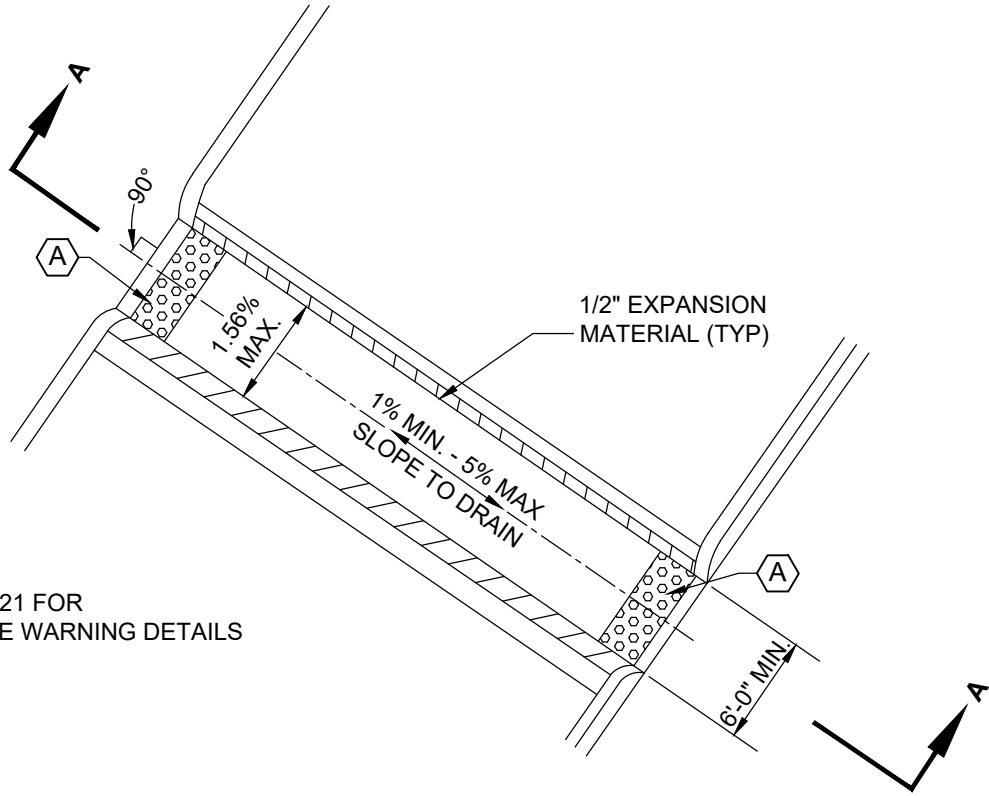 A
90°
A
1.56%
MAX.
1/2" EXPANSION
MATERIAL (TYP)
1% MIN. - 5% MAX
SLOPE TO DRAIN
A
21 FOR
E WARNING DETAILS
6'-0" MIN.
A